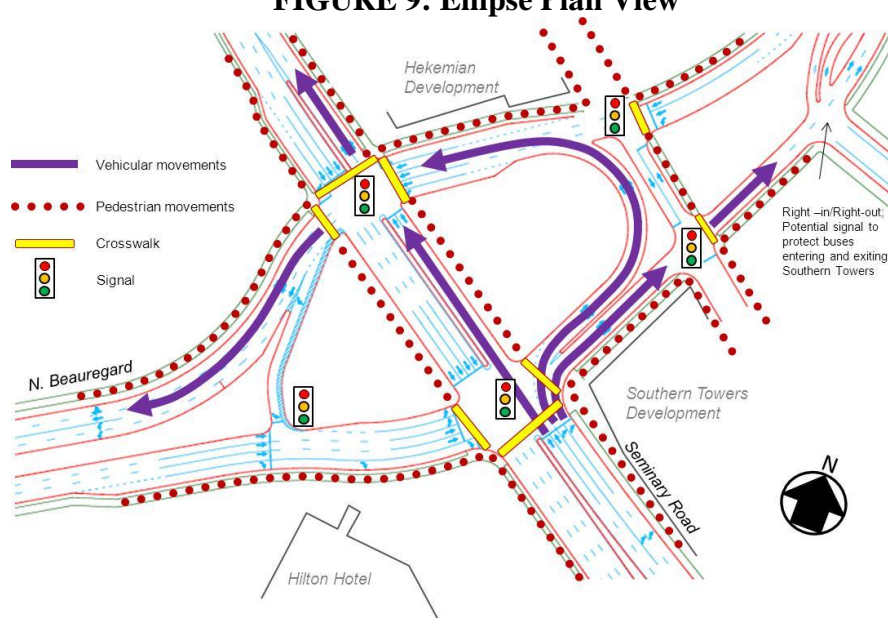 FIGURE 9: Ellipse Plan View
Hekemian
Development
Vehicular movements
Pedestrian movements
Crosswalk
Signal
Right –in/Right-out;
Potential signal to
protect buses
entering and exiting
Southern Towers
N. Beauregard
Southern Towers
Development
Seminary Road
N
Hilton Hotel